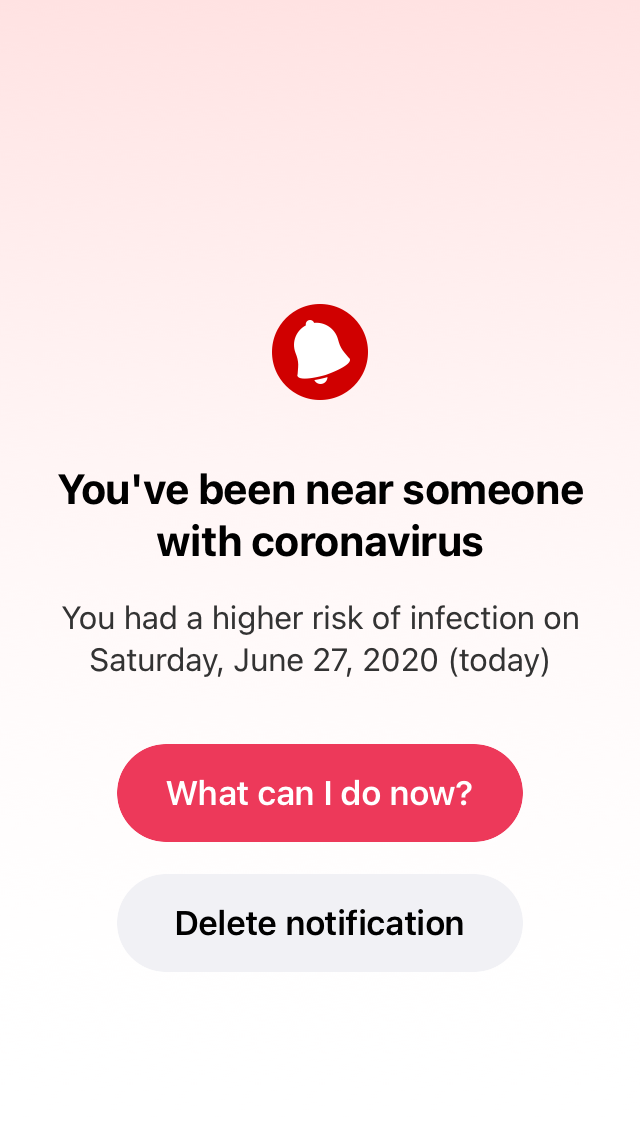 You've been near someone
with coronavirus
You had a higher risk of infection on
Saturday, June 27, 2020 (today)
What can I do now?
Delete notification